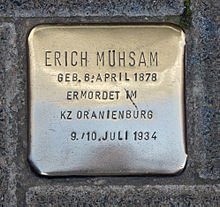 ERICH MÜHSAM
GEB. 6. APRIL 1878
ERMORDET IM
KZ ORANIENBURG
9./10. JULI 1934